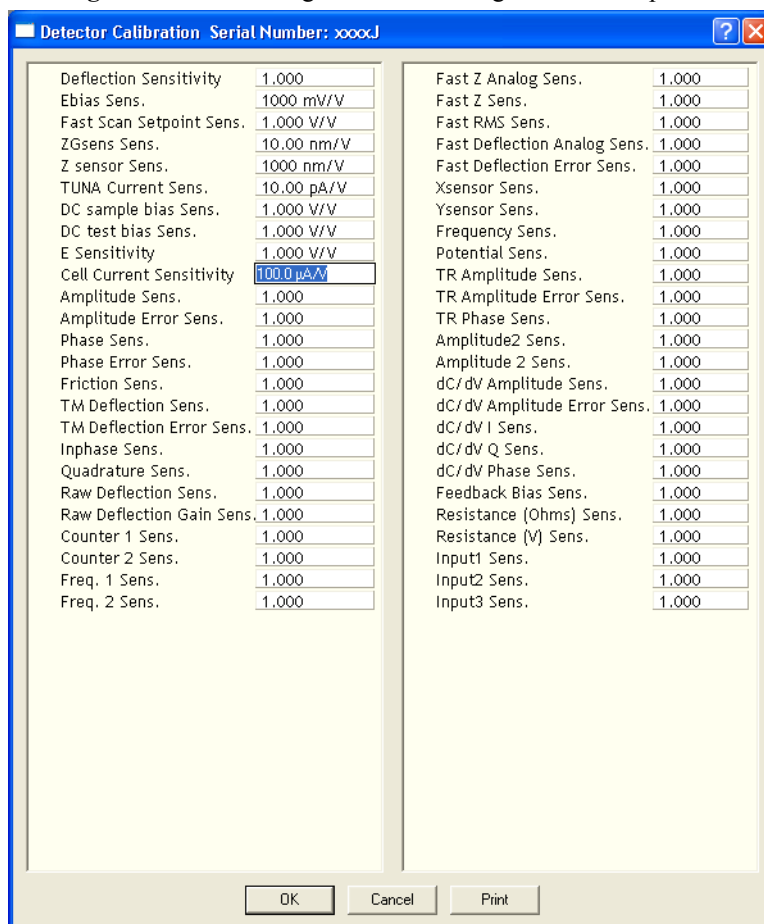 Detector Calibration Serial Number: xxxxJ
Deflection Sensitivity 1.000
Ebias Sens. 1000 mV/V
Fast Scan Setpoint Sens. 1.000 V/V
ZGsens Sens. 10.00 nm/V
Z sensor Sens. 1000 nm/V
TUNA Current Sens. 10.00 pA/V
DC sample bias Sens. 1.000 V/V
DC test bias Sens. 1.000 V/V
E Sensitivity 1.000 V/V
Cell Current Sensitivity 100.0 µA/V
Amplitude Sens. 1.000
Amplitude Error Sens. 1.000
Phase Sens. 1.000
Phase Error Sens. 1.000
Friction Sens. 1.000
TM Deflection Sens. 1.000
TM Deflection Error Sens. 1.000
Inphase Sens. 1.000
Quadrature Sens. 1.000
Raw Deflection Sens. 1.000
Raw Deflection Gain Sens. 1.000
Counter 1 Sens. 1.000
Counter 2 Sens. 1.000
Freq. 1 Sens. 1.000
Freq. 2 Sens. 1.000
Fast Z Analog Sens. 1.000
Fast Z Sens. 1.000
Fast RMS Sens. 1.000
Fast Deflection Analog Sens. 1.000
Fast Deflection Error Sens. 1.000
Xsensor Sens. 1.000
Ysensor Sens. 1.000
Frequency Sens. 1.000
Potential Sens. 1.000
TR Amplitude Sens. 1.000
TR Amplitude Error Sens. 1.000
TR Phase Sens. 1.000
Amplitude2 Sens. 1.000
Amplitude 2 Sens. 1.000
dC/dV Amplitude Sens. 1.000
dC/dV Amplitude Error Sens. 1.000
dC/dV I Sens. 1.000
dC/dV Q Sens. 1.000
dC/dV Phase Sens. 1.000
Feedback Bias Sens. 1.000
Resistance (Ohms) Sens. 1.000
Resistance (V) Sens. 1.000
Input1 Sens. 1.000
Input2 Sens. 1.000
Input3 Sens. 1.000
OK Cancel Print